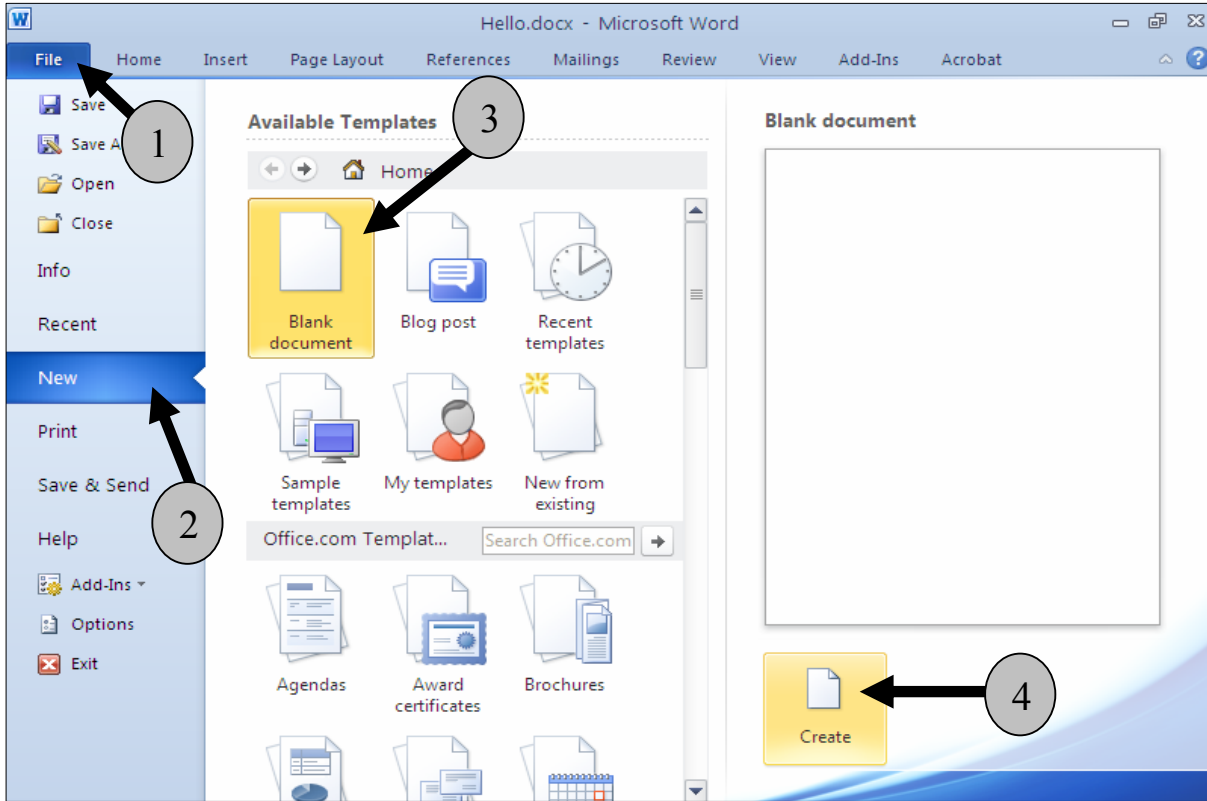 Hello.docx - Microsoft Word
File Home Insert Page Layout References Mailings Review View Add-Ins Acrobat
Save
Save A
Open
Close
Info
Recent
New
Print
Save & Send
Help
Add-Ins
Options
Exit
1
2
3
Available Templates
Home
Blank
document
Blog post
Recent
templates
Sample
templates
My templates
New from
existing
Office.com Templat... Search Office.com
Agendas
Award
certificates
Brochures
Blank document
Create
4